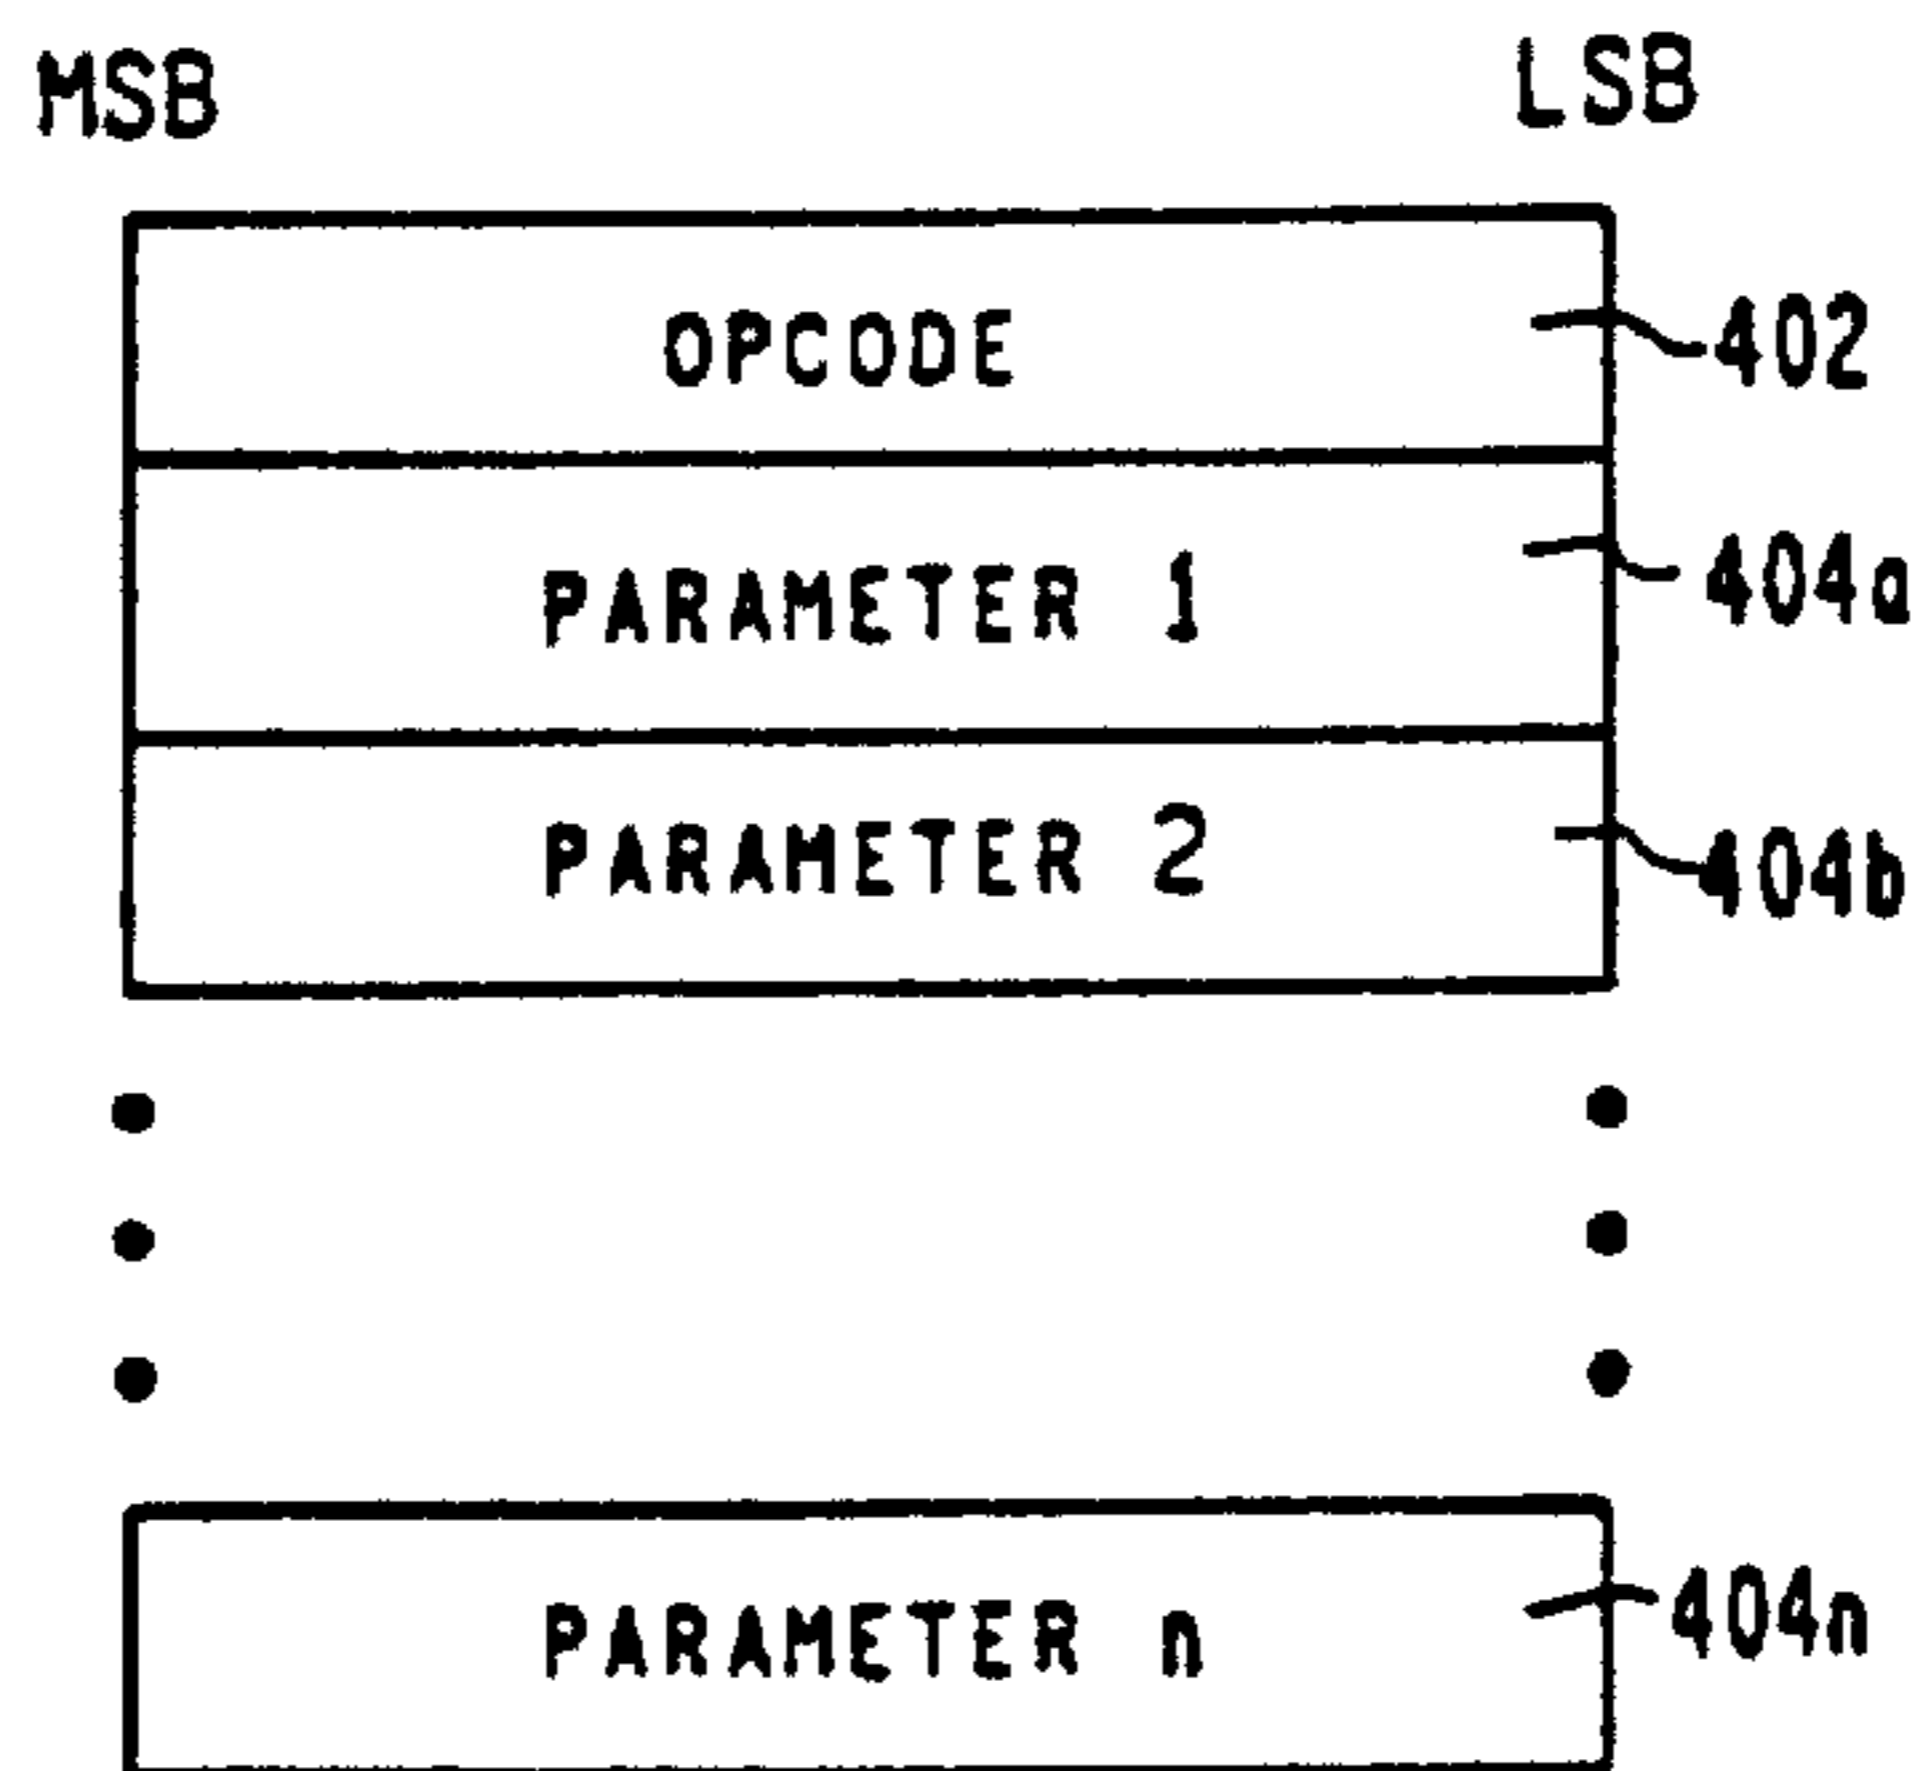 MSB LSB
OPCODE 402
PARAMETER 1 404a
PARAMETER 2 404b
PARAMETER n 404n